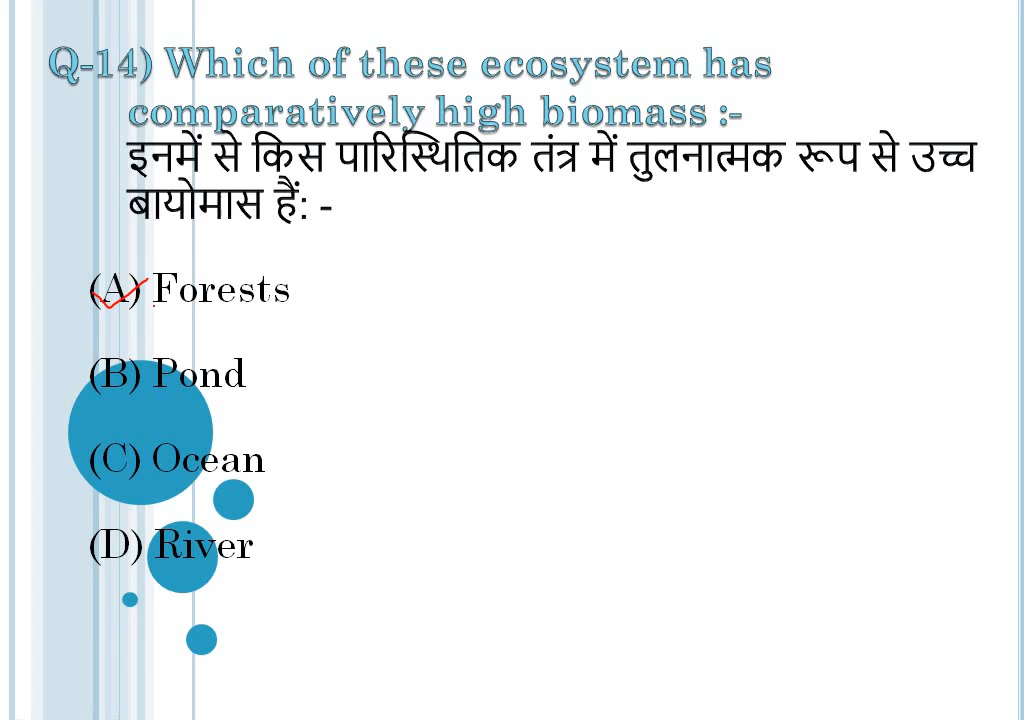 Q-14) Which of these ecosystem has
comparatively high biomass :-
इनमें से किस पारिस्थितिक तंत्र में तुलनात्मक रूप से उच्च
बायोमास हैं: -
(A) Forests
(B) Pond
(C) Ocean
(D) River